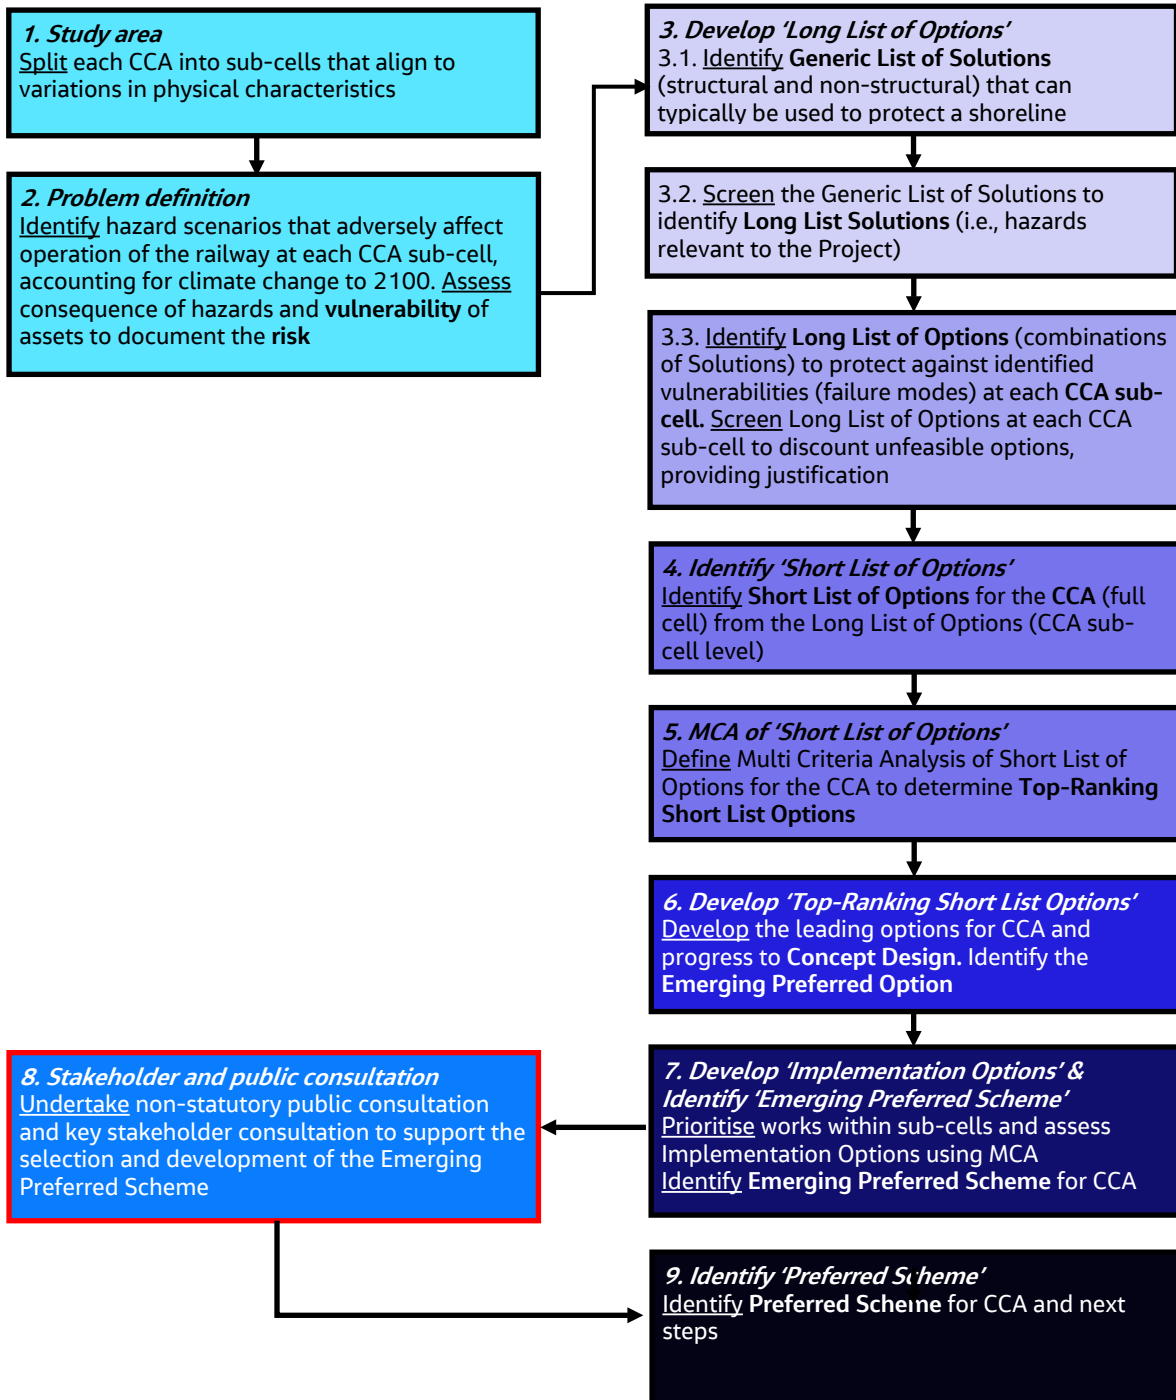 1. Study area
Split each CCA into sub-cells that align to
variations in physical characteristics
2. Problem definition
Identify hazard scenarios that adversely affect
operation of the railway at each CCA sub-cell,
accounting for climate change to 2100. Assess
consequence of hazards and vulnerability of
assets to document the risk
3. Develop ‘Long List of Options’
3.1. Identify Generic List of Solutions
(structural and non-structural) that can
typically be used to protect a shoreline
3.2. Screen the Generic List of Solutions to
identify Long List Solutions (i.e., hazards
relevant to the Project)
3.3. Identify Long List of Options (combinations
of Solutions) to protect against identified
vulnerabilities (failure modes) at each CCA sub-
cell. Screen Long List of Options at each CCA
sub-cell to discount unfeasible options,
providing justification
4. Identify ‘Short List of Options’
Identify Short List of Options for the CCA (full
cell) from the Long List of Options (CCA sub-
cell level)
5. MCA of ‘Short List of Options’
Define Multi Criteria Analysis of Short List of
Options for the CCA to determine Top-Ranking
Short List Options
6. Develop ‘Top-Ranking Short List Options’
Develop the leading options for CCA and
progress to Concept Design. Identify the
Emerging Preferred Option
7. Develop ‘Implementation Options’ &
Identify ‘Emerging Preferred Scheme’
Prioritise works within sub-cells and assess
Implementation Options using MCA
Identify Emerging Preferred Scheme for CCA
8. Stakeholder and public consultation
Undertake non-statutory public consultation
and key stakeholder consultation to support the
selection and development of the Emerging
Preferred Scheme
9. Identify ‘Preferred Scheme’
Identify Preferred Scheme for CCA and next
steps